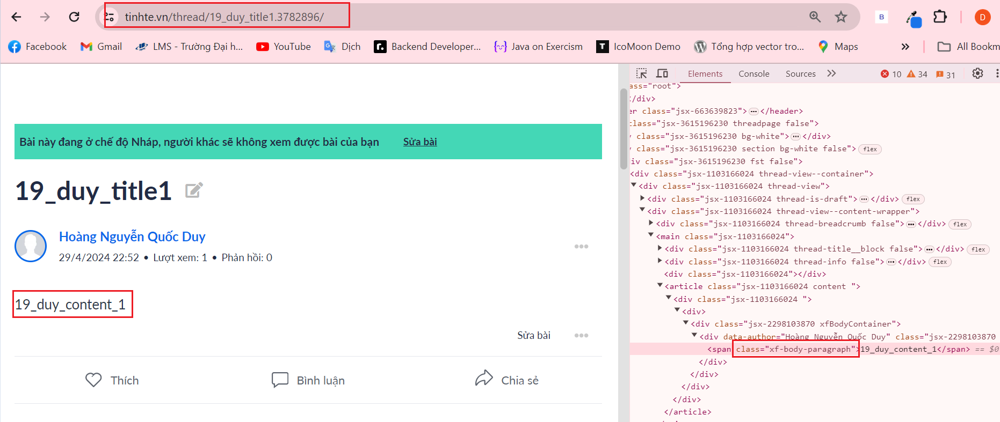 tinhte.vn/thread/19_duy_title1.3782896/
B
D
Facebook
Gmail
LMS - Trường Đại h...
YouTube
Dịch
Backend Developer...
Java on Exercism
IcoMoon Demo
Tổng hợp vector tro...
Maps
All Bookm
Bài này đang ở chế độ Nháp, người khác sẽ không xem được bài của bạn Sửa bài
19_duy_title1
Hoàng Nguyễn Quốc Duy
29/4/2024 22:52 • Lượt xem: 1 • Phản hồi: 0
19_duy_content_1
Sửa bài
Thích
Bình luận
Chia sẻ
Elements Console Sources 10 34 31
ass="root">
/div>
er class="jsx-663639823">…</header>
class="jsx-3615196230 threadpage false">
class="jsx-3615196230 bg-white">…</div>
class="jsx-3615196230 section bg-white false"> flex
iv class="jsx-3615196230 fst false">
<div class="jsx-1103166024 thread-view--container">
<div class="jsx-1103166024 thread-view">
<div class="jsx-1103166024 thread-is-draft">…</div> flex
<div class="jsx-1103166024 thread-view--content-wrapper">
<div class="jsx-1103166024 thread-breadcrumb false">…</div> flex
<main class="jsx-1103166024">
<div class="jsx-1103166024 thread-title__block false">…</div> flex
<div class="jsx-1103166024 thread-info false">…</div> flex
<div class="jsx-1103166024"></div>
<article class="jsx-1103166024 content ">
<div class="jsx-1103166024 ">
<div>
<div class="jsx-2298103870 xfBodyContainer">
<div data-author="Hoàng Nguyễn Quốc Duy" class="jsx-2298103870
<span class="xf-body-paragraph">19_duy_content_1</span> == $0
</div>
</div>
</div>
</div>
</article>